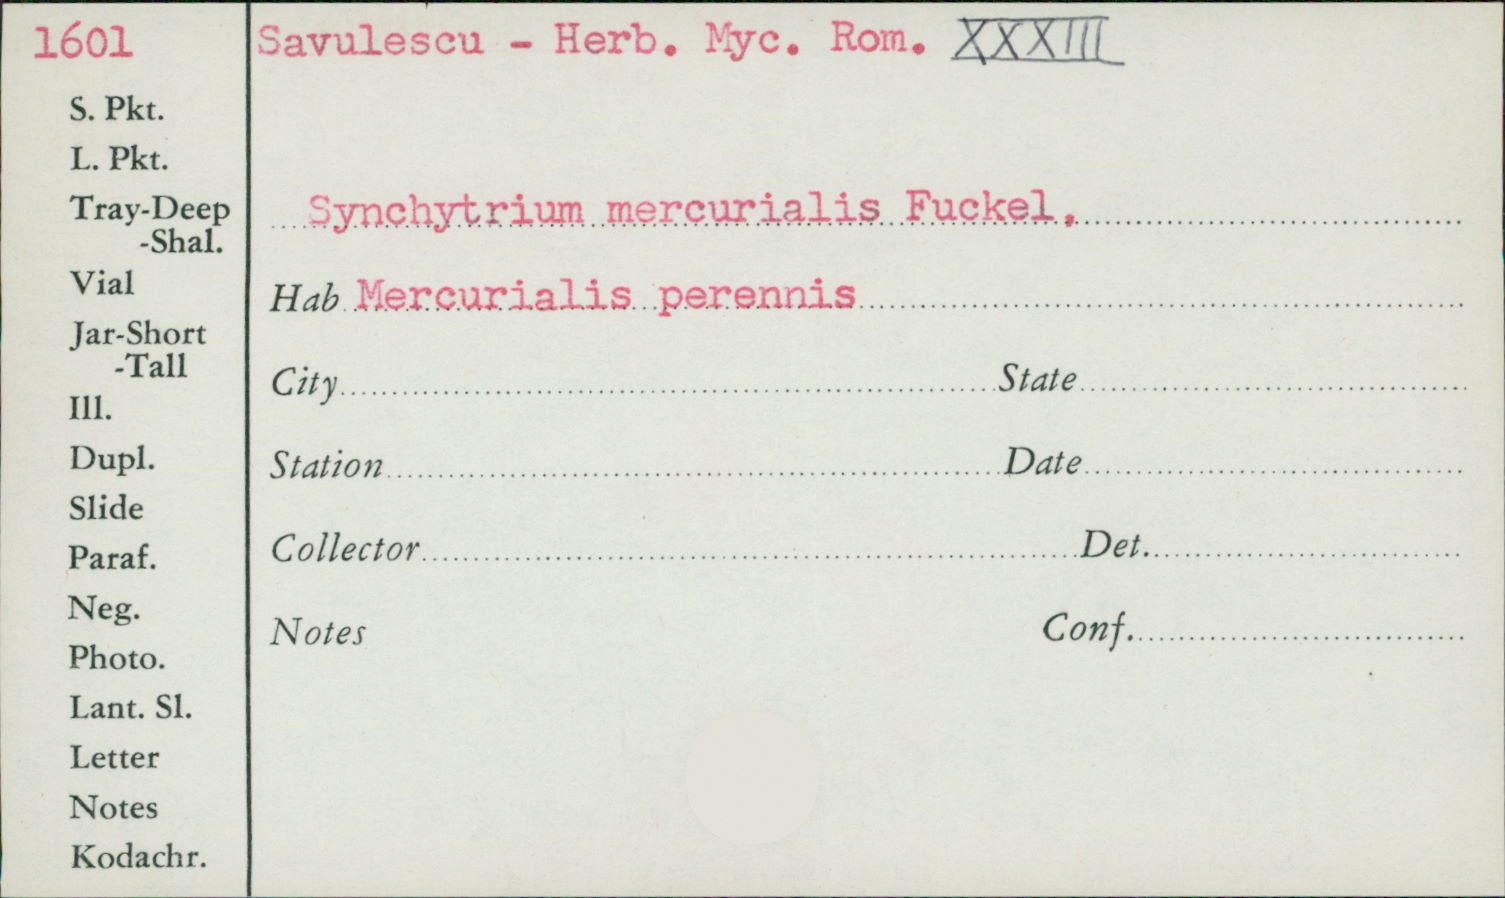 1601
Savulescu - Herb. Myc. Rom. XXXIII
S. Pkt.
L. Pkt.
Tray-Deep
-Shal.
Vial
Jar-Short
-Tall
Ill.
Dupl.
Slide
Paraf.
Neg.
Photo.
Lant. Sl.
Letter
Notes
Kodachr.
Synchytrium mercurialis Fuckel.
Hab Mercurialis perennis
City State
Station Date
Collector Det.
Notes Conf.